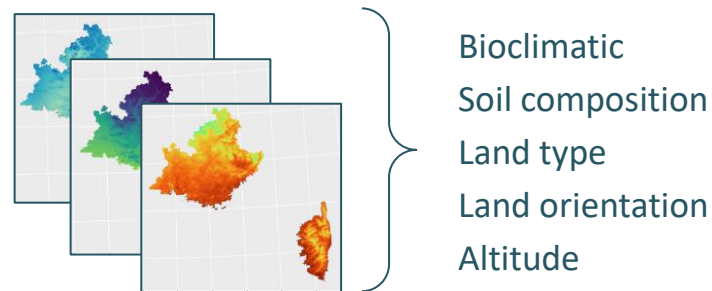 Bioclimatic
Soil composition
Land type
Land orientation
Altitude